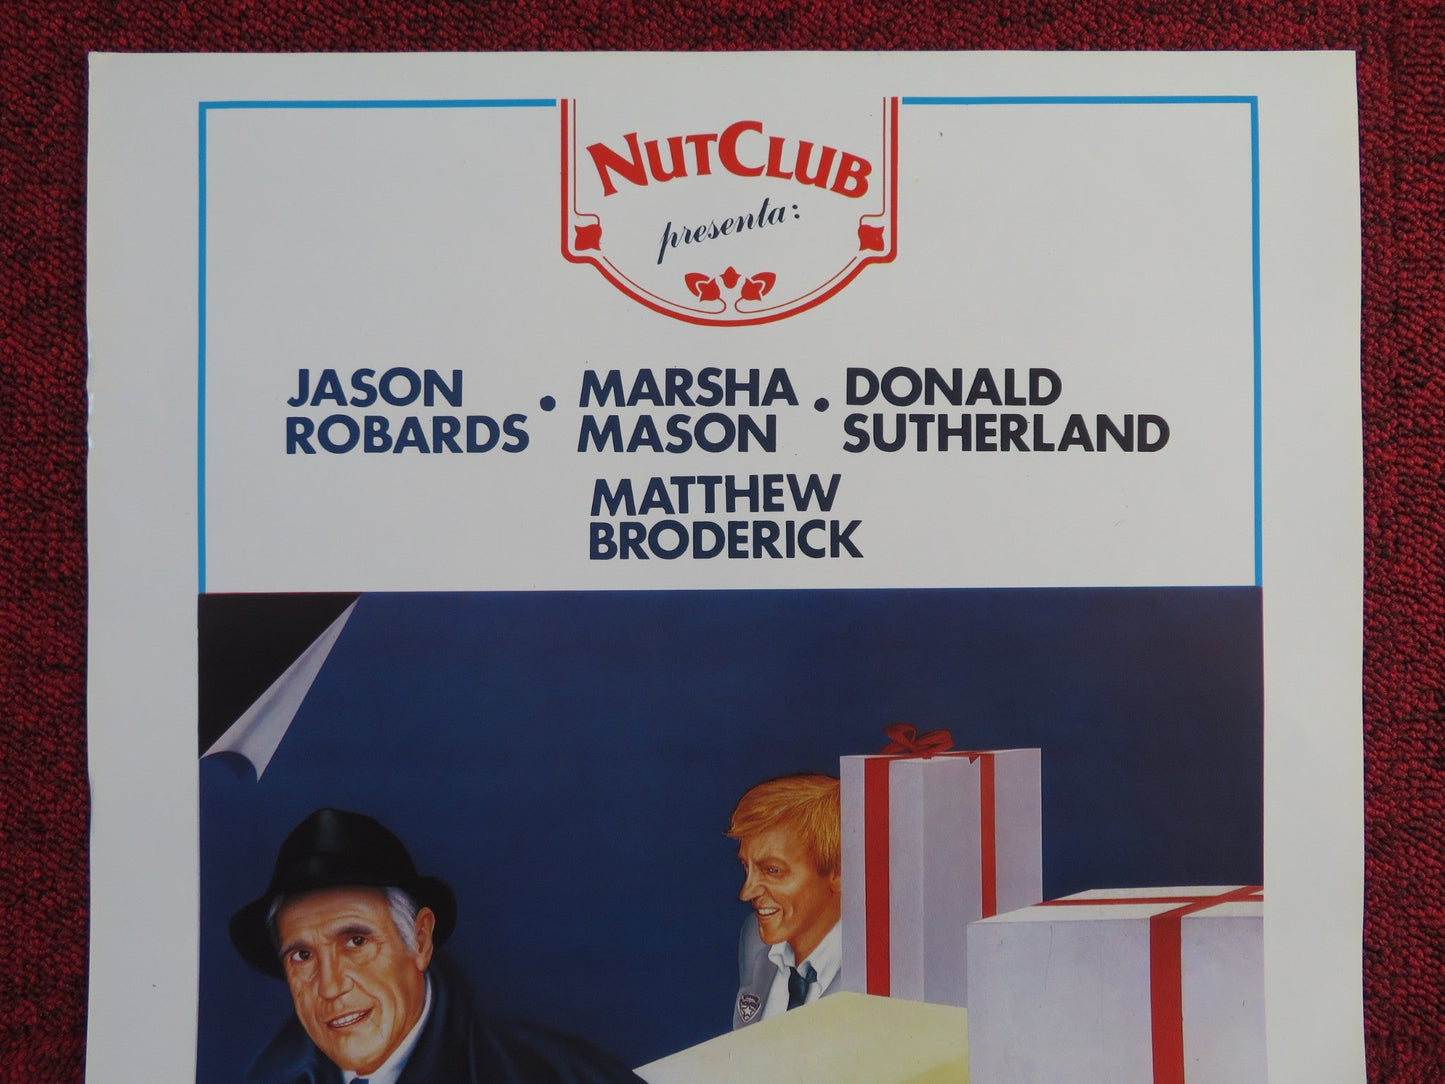 NUTCLUB
presenta:
JASON • MARSHA • DONALD
ROBARDS MASON SUTHERLAND
MATTHEW
BRODERICK